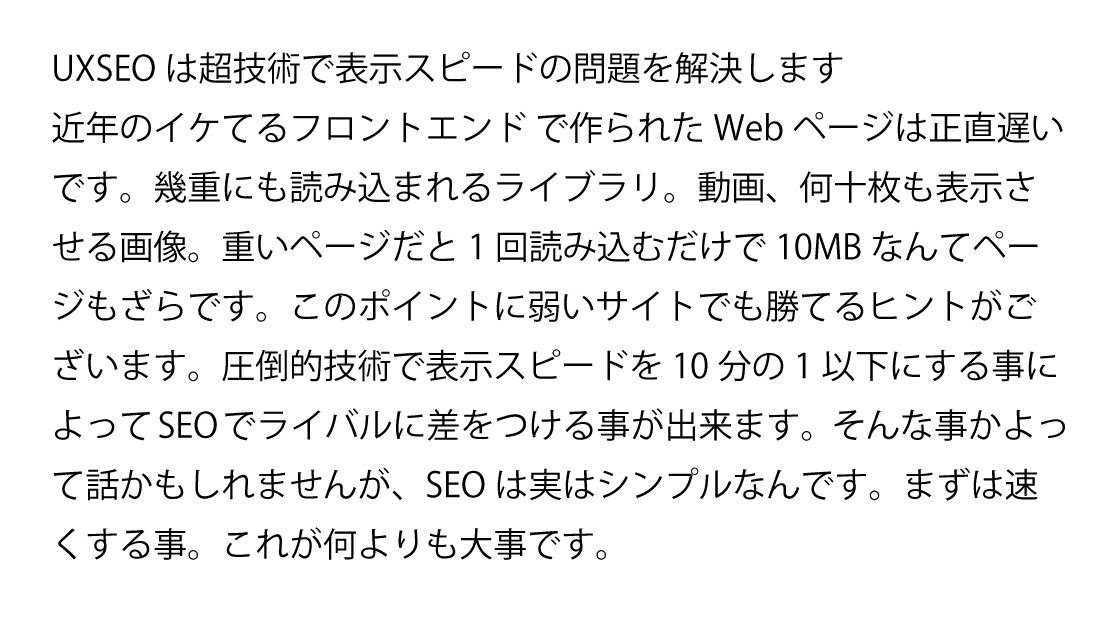 UXSEO は超技術で表示スピードの問題を解決します
近年のイケてるフロントエンド で作られた Web ページは正直遅い
です。幾重にも読み込まれるライブラリ。動画、何十枚も表示さ
せる画像。重いページだと 1 回読み込むだけで 10MB なんてペー
ジもざらです。このポイントに弱いサイトでも勝てるヒントがご
ざいます。圧倒的技術で表示スピードを 10 分の 1 以下にする事に
よって SEO でライバルに差をつける事が出来ます。そんな事かよっ
て話かもしれませんが、SEO は実はシンプルなんです。まずは速
くする事。これが何よりも大事です。